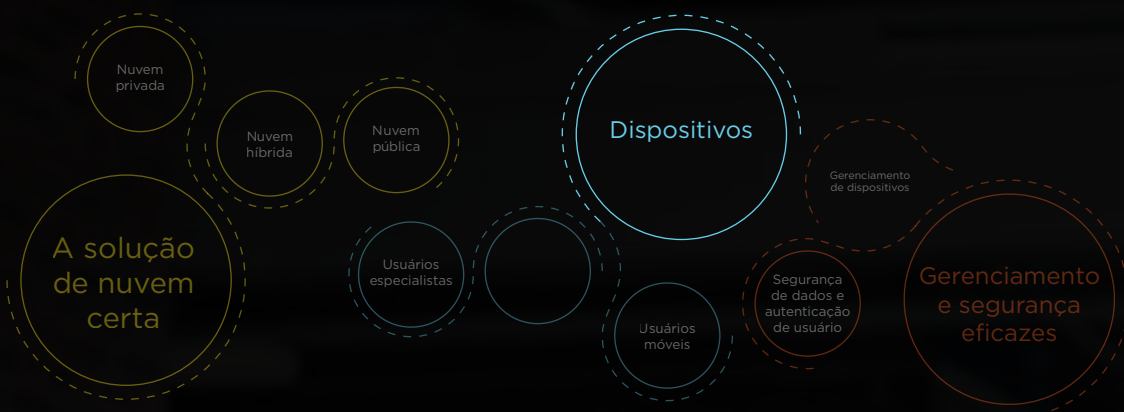 Nuvem
privada
Nuvem
híbrida
Nuvem
pública
Dispositivos
Gerenciamento
de dispositivos
A solução
de nuvem
certa
Usuários
especialistas
Usuários
móveis
Segurança
de dados e
autenticação
de usuário
Gerenciamento
e segurança
eficazes